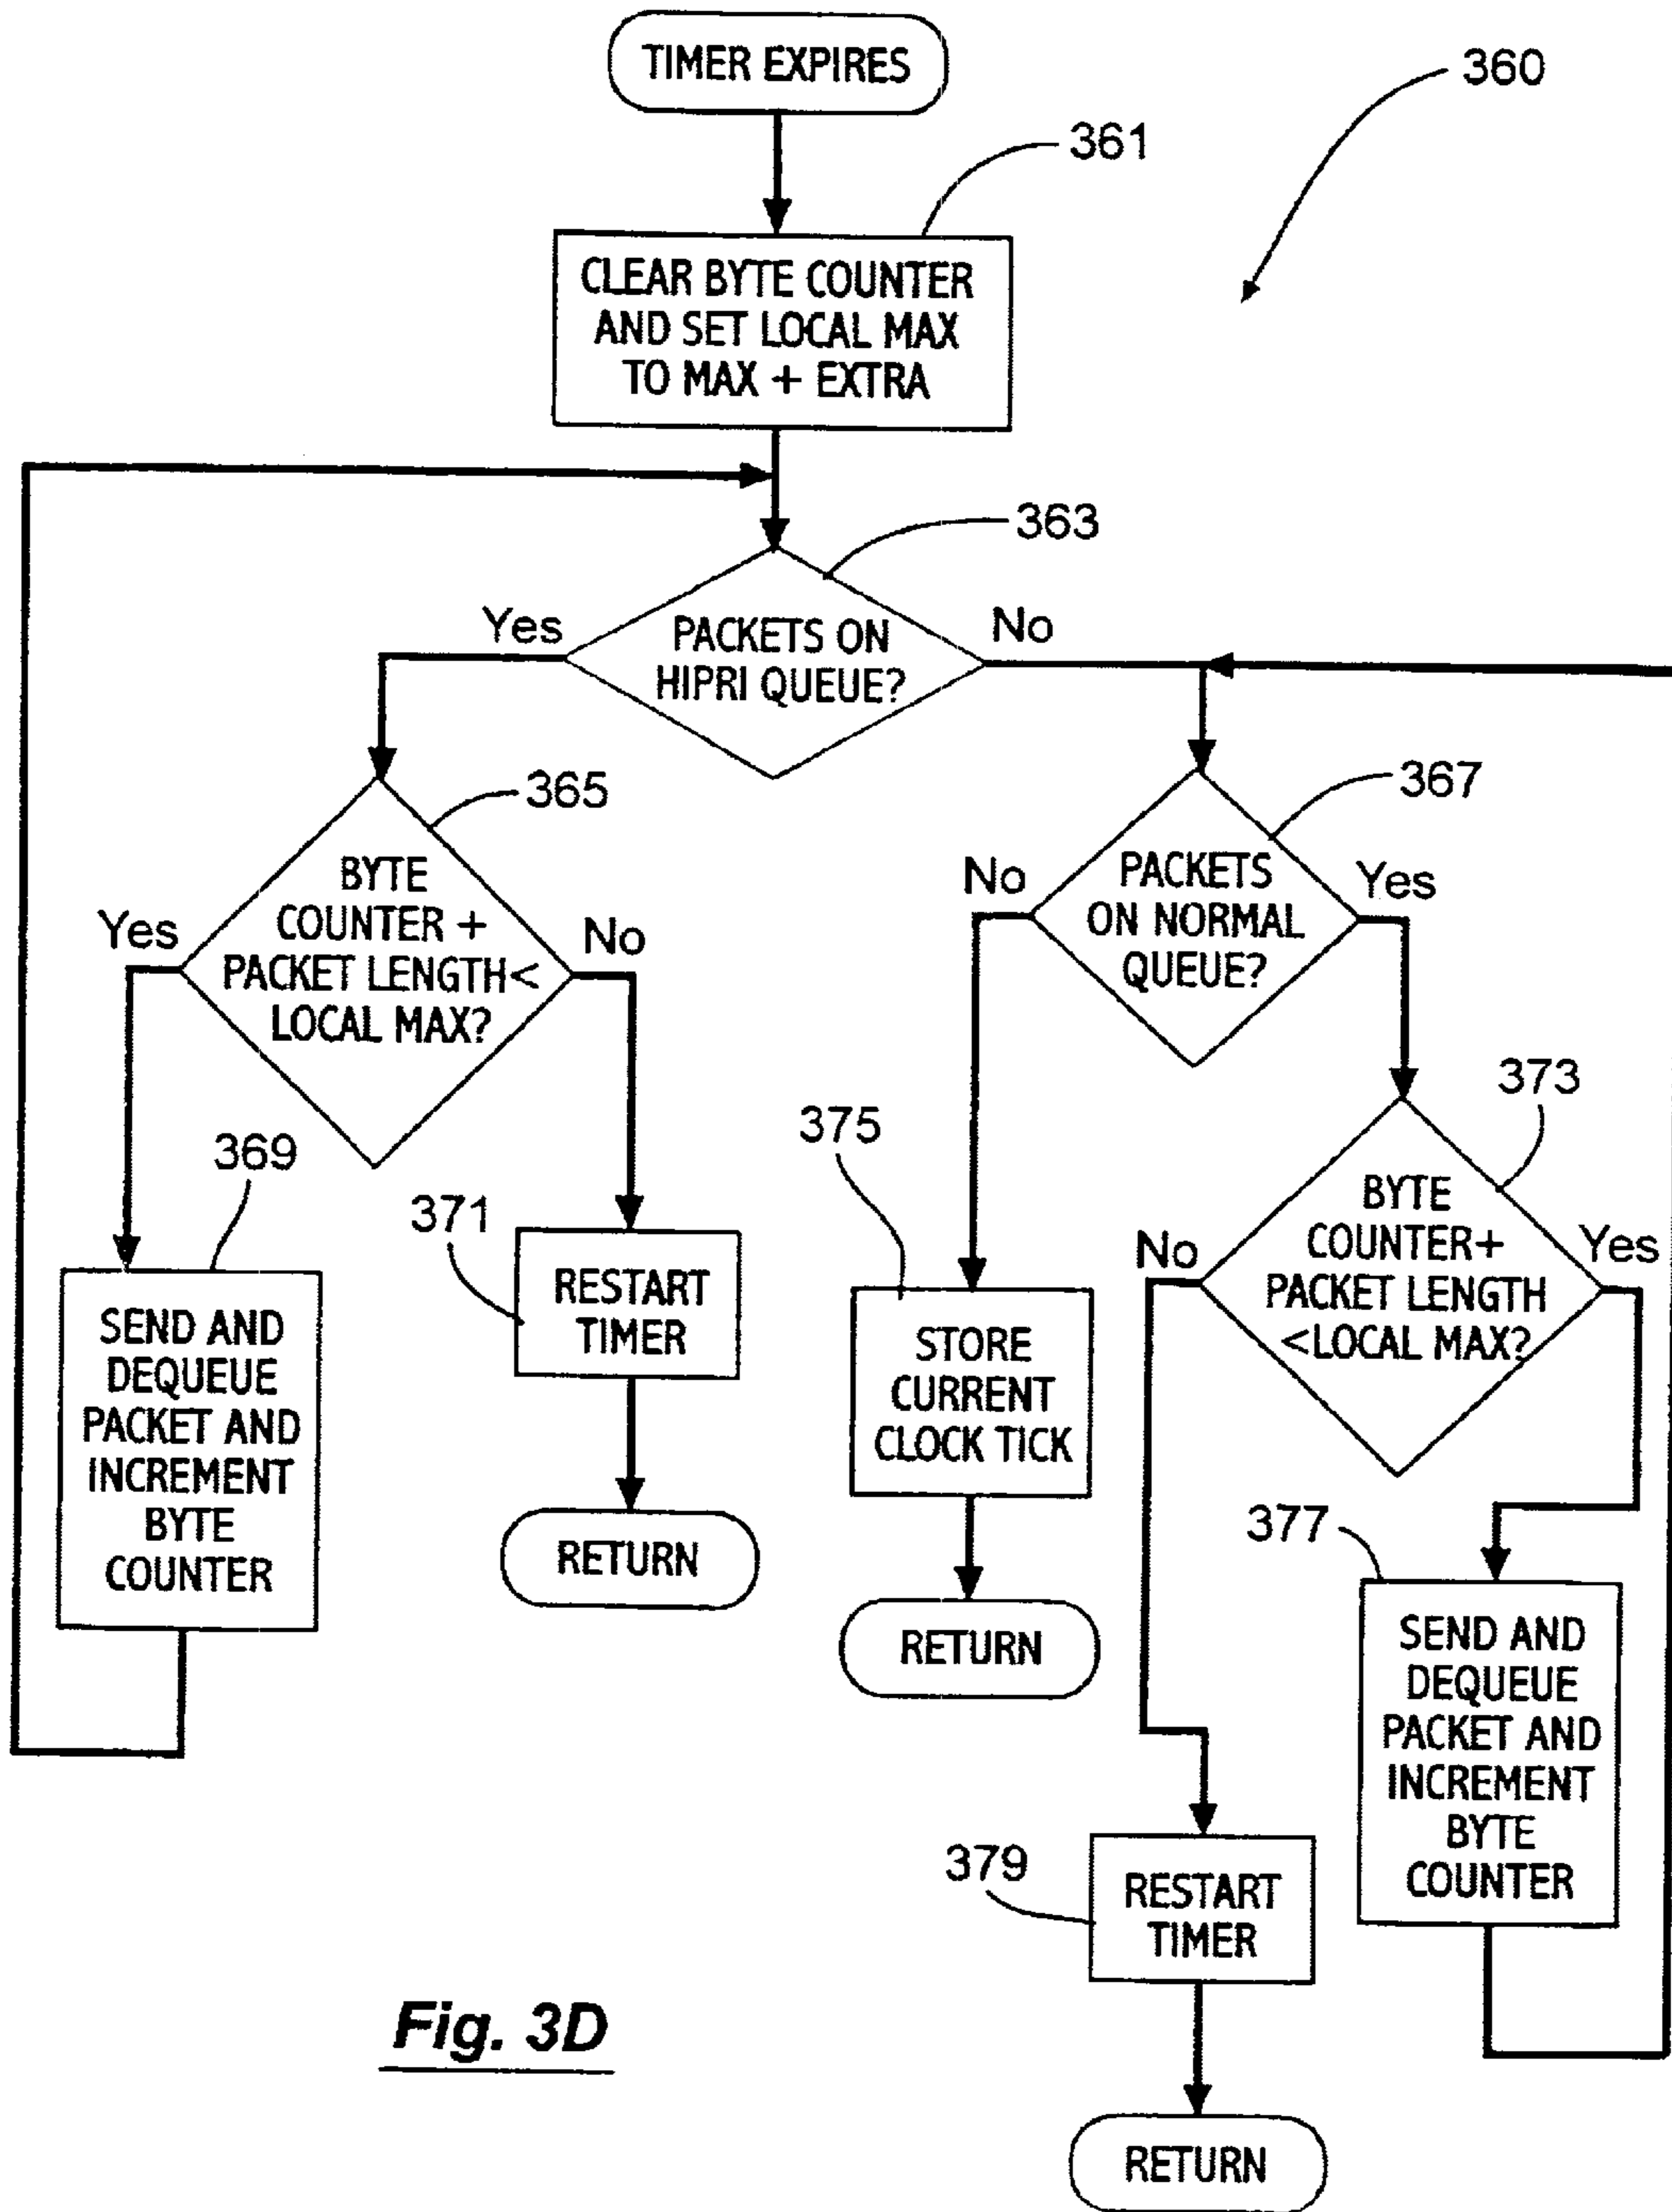 TIMER EXPIRES
360
361
CLEAR BYTE COUNTER
AND SET LOCAL MAX
TO MAX + EXTRA
363
Yes
PACKETS ON
HIPRI QUEUE?
No
365
BYTE
COUNTER +
PACKET LENGTH<
LOCAL MAX?
Yes
No
367
PACKETS
ON NORMAL
QUEUE?
No
Yes
369
SEND AND
DEQUEUE
PACKET AND
INCREMENT
BYTE
COUNTER
371
RESTART
TIMER
RETURN
375
STORE
CURRENT
CLOCK TICK
RETURN
373
BYTE
COUNTER+
PACKET LENGTH
<LOCAL MAX?
No
Yes
377
SEND AND
DEQUEUE
PACKET AND
INCREMENT
BYTE
COUNTER
379
RESTART
TIMER
RETURN
Fig. 3D